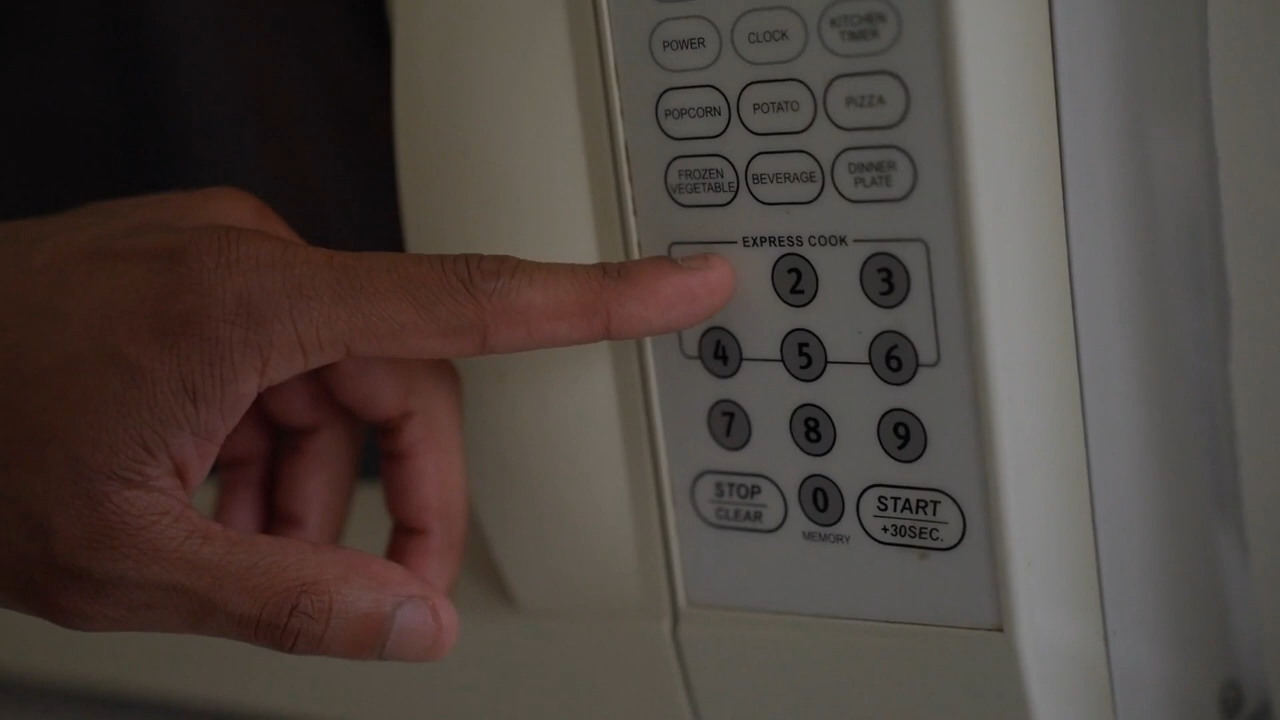 POWER
CLOCK
KITCHEN
TIMER
POPCORN
POTATO
PIZZA
FROZEN
VEGETABLE
BEVERAGE
DINNER
PLATE
EXPRESS COOK
2
3
4
5
6
7
8
9
STOP
CLEAR
0
MEMORY
START
+30SEC.